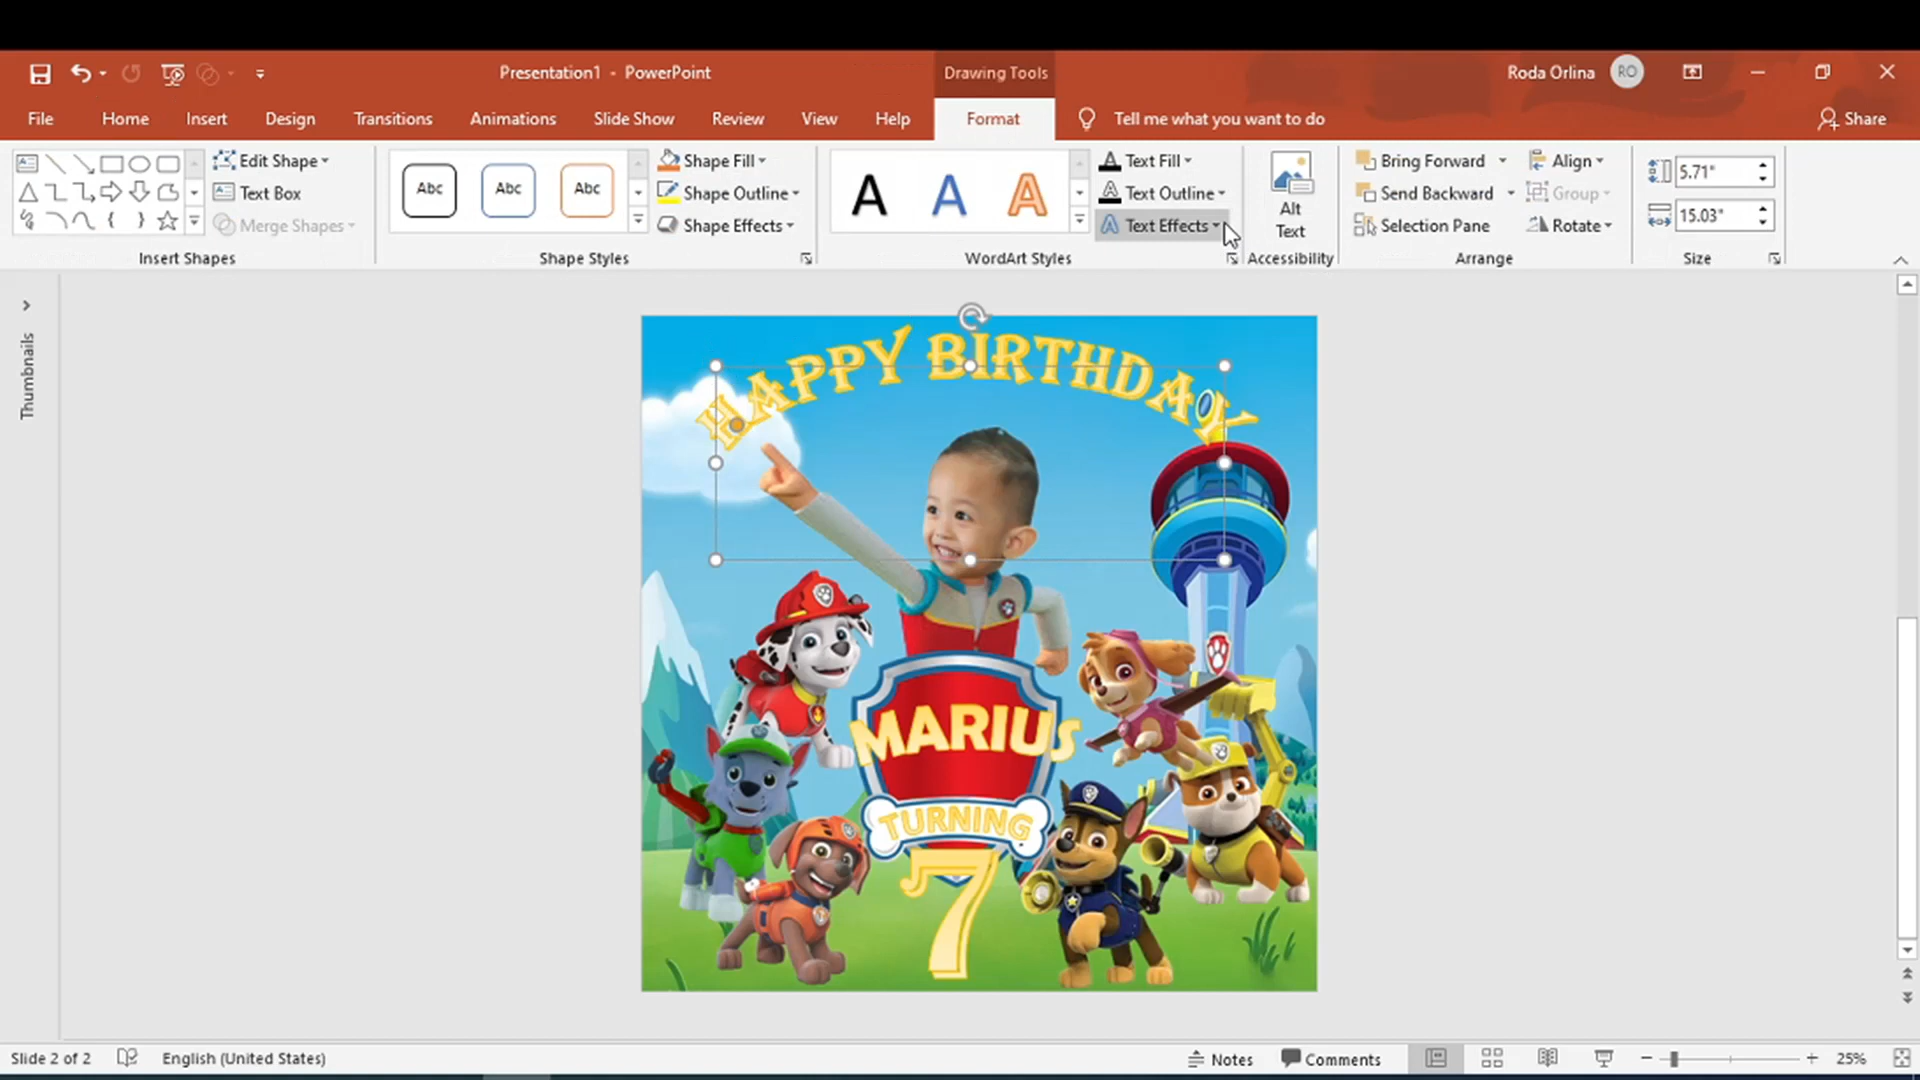 Presentation1 - PowerPoint
Drawing Tools
Roda Orlina
RO
File
Home
Insert
Design
Transitions
Animations
Slide Show
Review
View
Help
Format
Tell me what you want to do
Share
Edit Shape
Text Box
Merge Shapes
Insert Shapes
Abc
Abc
Abc
Shape Fill
Shape Outline
Shape Effects
Shape Styles
A
A
A
Text Fill
Text Outline
Text Effects
WordArt Styles
Alt
Text
Accessibility
Bring Forward
Send Backward
Selection Pane
Align
Group
Rotate
Arrange
5.71"
15.03"
Size
Thumbnails
HAPPY BIRTHDAY
MARIUS
TURNING
7
Slide 2 of 2
English (United States)
Notes
Comments
25%